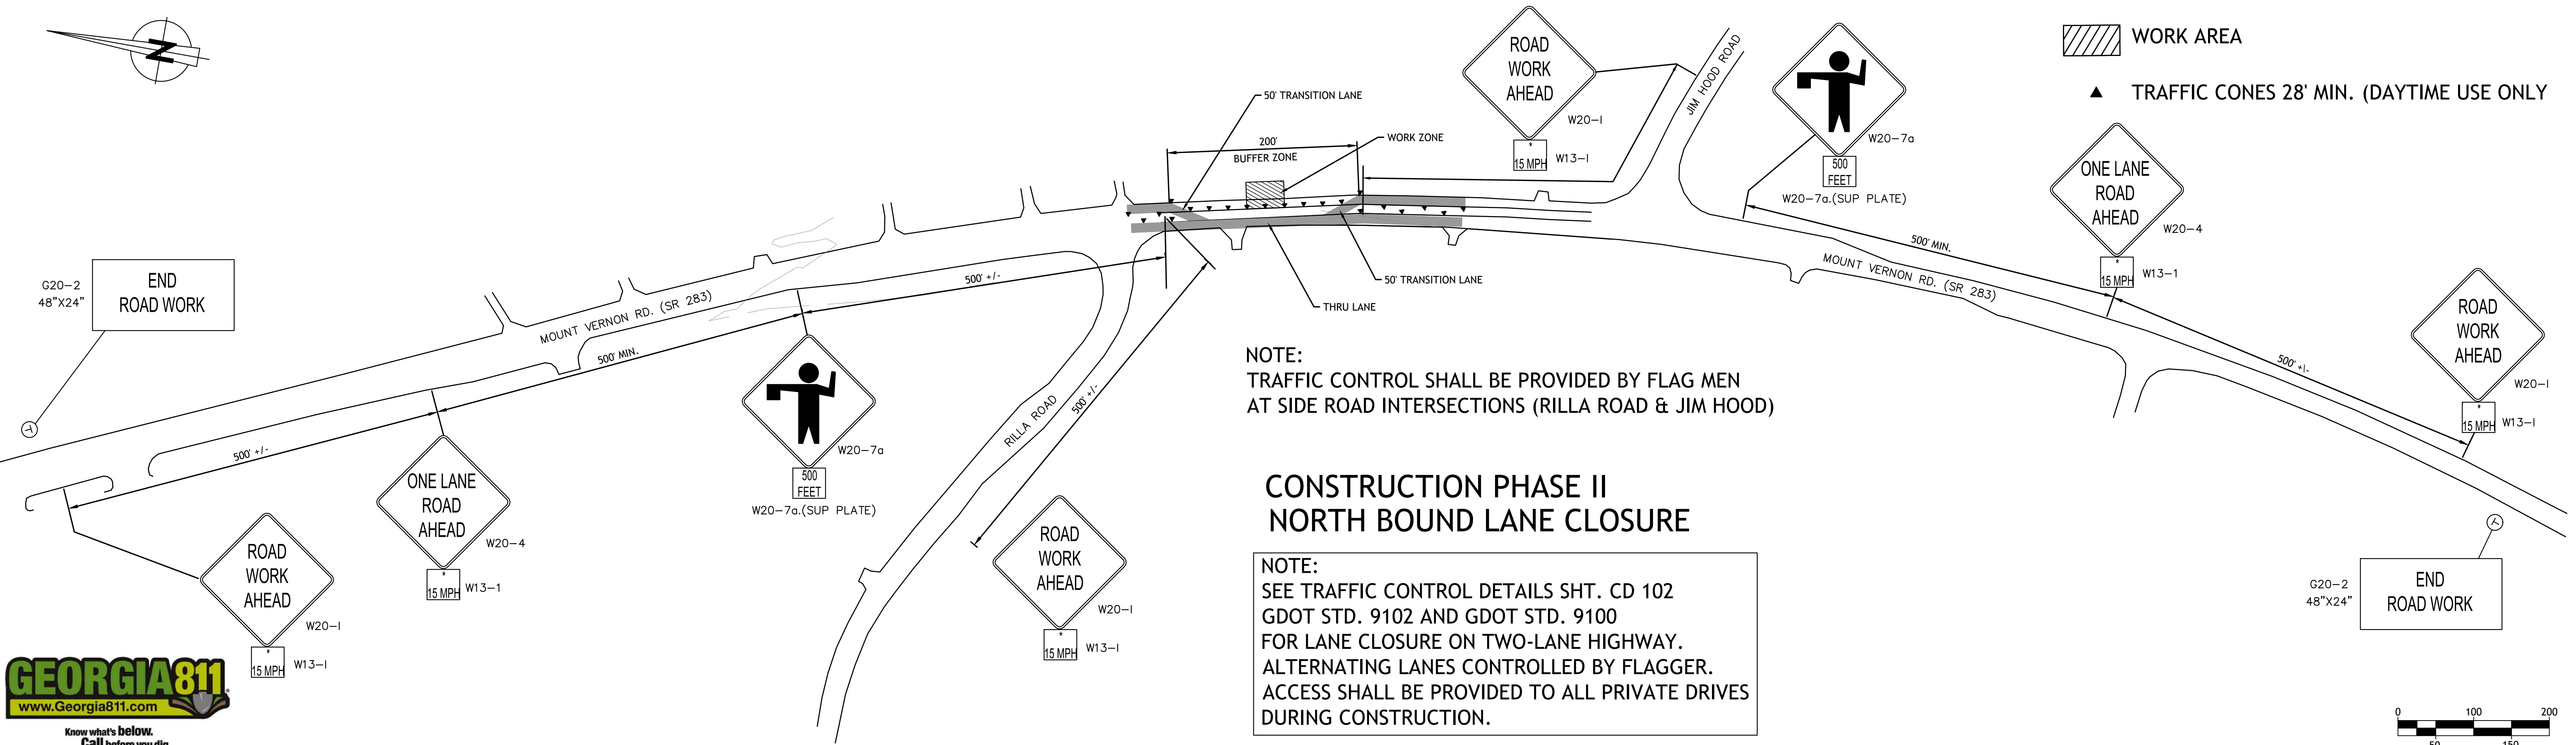 N
WORK AREA
TRAFFIC CONES 28' MIN. (DAYTIME USE ONLY
ROAD
WORK
AHEAD
W20-I
*
15 MPH
W13-I
JIM HOOD ROAD
W20-7a
500
FEET
W20-7a.(SUP PLATE)
ONE LANE
ROAD
AHEAD
W20-4
*
15 MPH
W13-1
50' TRANSITION LANE
200'
BUFFER ZONE
WORK ZONE
500' MIN.
MOUNT VERNON RD. (SR 283)
500' +/-
ROAD
WORK
AHEAD
W20-I
*
15 MPH
W13-I
G20-2
48"X24"
END
ROAD WORK
MOUNT VERNON RD. (SR 283)
500' +/-
500' MIN.
500' +/-
50' TRANSITION LANE
THRU LANE
RILLA ROAD
500' +/-
W20-7a
500
FEET
W20-7a.(SUP PLATE)
ONE LANE
ROAD
AHEAD
W20-4
*
15 MPH
W13-1
ROAD
WORK
AHEAD
W20-I
*
15 MPH
W13-I
ROAD
WORK
AHEAD
W20-I
*
15 MPH
W13-I
NOTE:
TRAFFIC CONTROL SHALL BE PROVIDED BY FLAG MEN
AT SIDE ROAD INTERSECTIONS (RILLA ROAD & JIM HOOD)
CONSTRUCTION PHASE II
NORTH BOUND LANE CLOSURE
NOTE:
SEE TRAFFIC CONTROL DETAILS SHT. CD 102
GDOT STD. 9102 AND GDOT STD. 9100
FOR LANE CLOSURE ON TWO-LANE HIGHWAY.
ALTERNATING LANES CONTROLLED BY FLAGGER.
ACCESS SHALL BE PROVIDED TO ALL PRIVATE DRIVES
DURING CONSTRUCTION.
G20-2
48"X24"
END
ROAD WORK
GEORGIA811
www.Georgia811.com
Know what's below.
Call before you dig
0 100 200
50 150